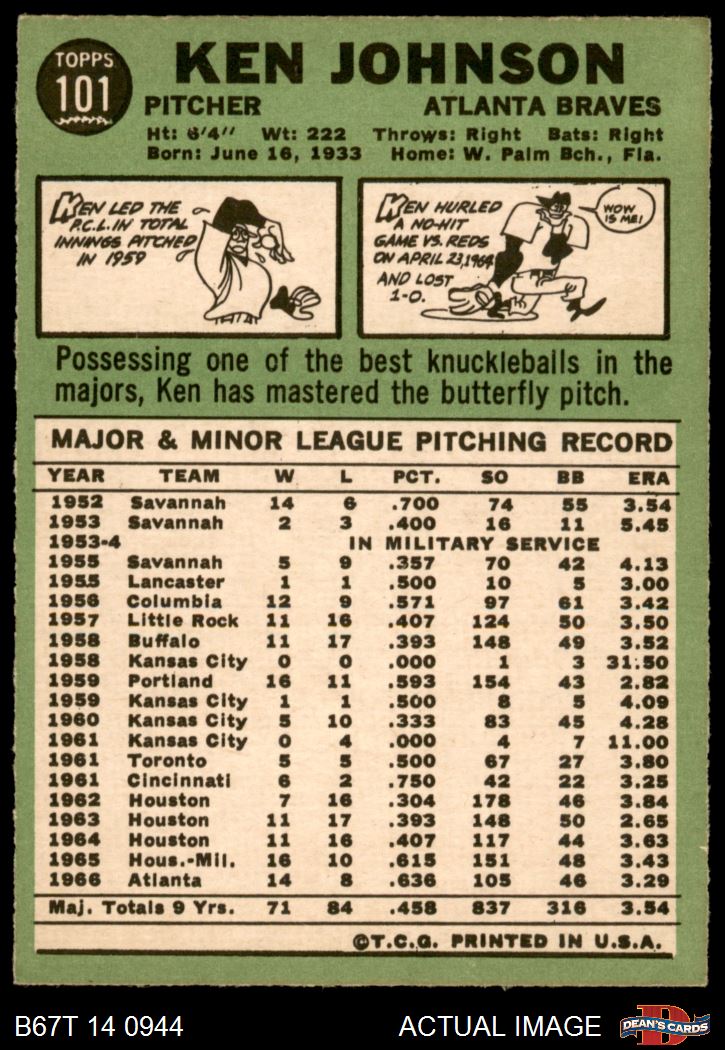 TOPPS
101
KEN JOHNSON
PITCHER ATLANTA BRAVES
Ht: 6'4" Wt: 222 Throws: Right Bats: Right
Born: June 16, 1933 Home: W. Palm Bch., Fla.
KEN LED THE
P.C.L. IN TOTAL
INNINGS PITCHED
IN 1959
KEN HURLED
A NO-HIT
GAME VS. REDS
ON APRIL 23, 1964
AND LOST
1-0.
WOW
IS ME!
Possessing one of the best knuckleballs in the
majors, Ken has mastered the butterfly pitch.
MAJOR & MINOR LEAGUE PITCHING RECORD
YEAR TEAM W L PCT. SO BB ERA
1952 Savannah 14 6 .700 74 55 3.54
1953 Savannah 2 3 .400 16 11 5.45
1953-4 IN MILITARY SERVICE
1955 Savannah 5 9 .357 70 42 4.13
1955 Lancaster 1 1 .500 10 5 3.00
1956 Columbia 12 9 .571 97 61 3.42
1957 Little Rock 11 16 .407 124 50 3.50
1958 Buffalo 11 17 .393 148 49 3.52
1958 Kansas City 0 0 .000 1 3 31.50
1959 Portland 16 11 .593 154 43 2.82
1959 Kansas City 1 1 .500 8 5 4.09
1960 Kansas City 5 10 .333 83 45 4.28
1961 Kansas City 0 4 .000 4 7 11.00
1961 Toronto 5 5 .500 67 27 3.80
1961 Cincinnati 6 2 .750 42 22 3.25
1962 Houston 7 16 .304 178 46 3.84
1963 Houston 11 17 .393 148 50 2.65
1964 Houston 11 16 .407 117 44 3.63
1965 Hous.-Mil. 16 10 .615 151 48 3.43
1966 Atlanta 14 8 .636 105 46 3.29
Maj. Totals 9 Yrs. 71 84 .458 837 316 3.54
©T.C.G. PRINTED IN U.S.A.
B67T 14 0944 ACTUAL IMAGE
D
DEAN'S CARDS